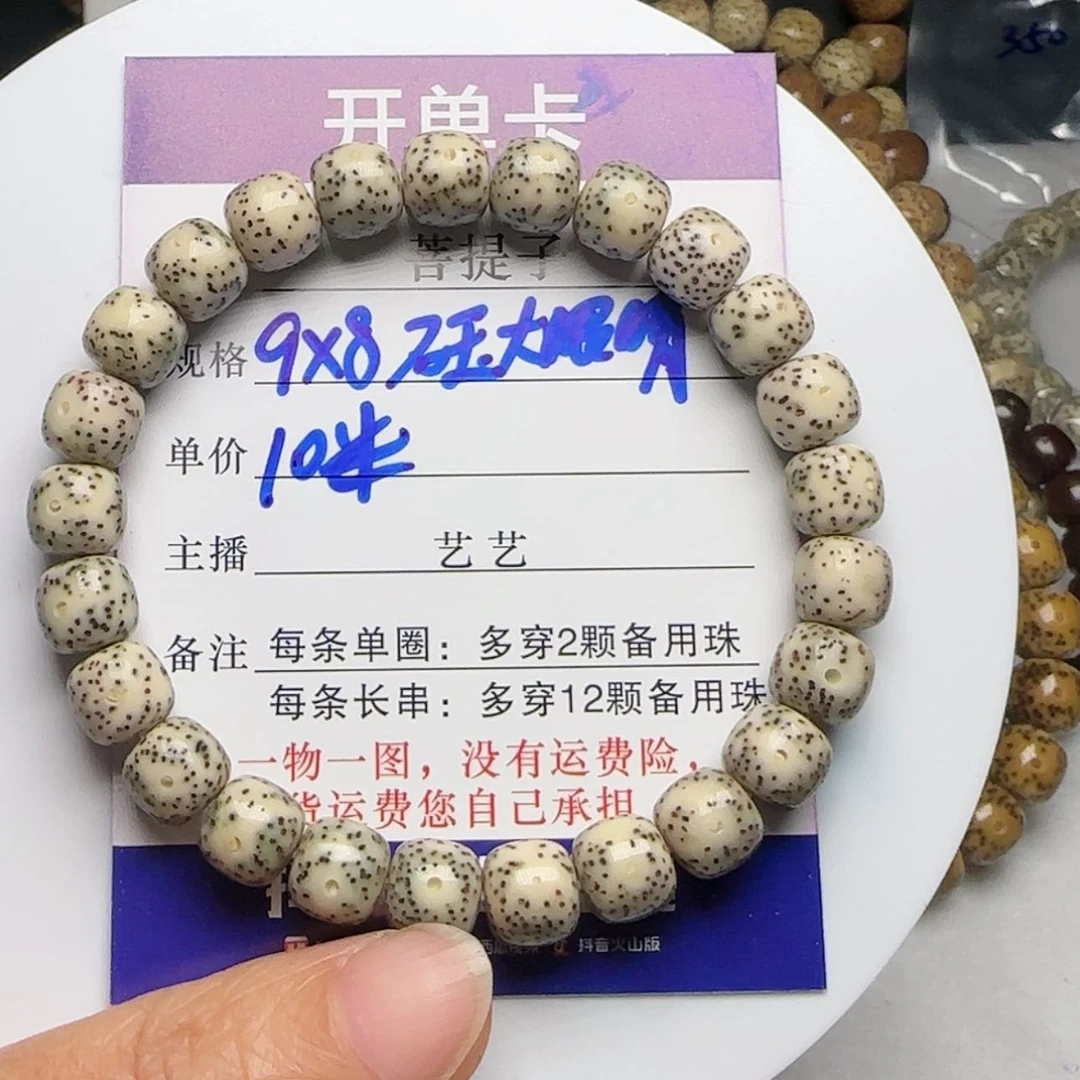 350
开单卡
菩提子
规格 9×8
单价 10米
主播 艺艺
备注 每条单圈：多穿2颗备用珠
每条长串：多穿12颗备用珠
一物一图，没有运费险，
货运费您自己承担
抖音火山版